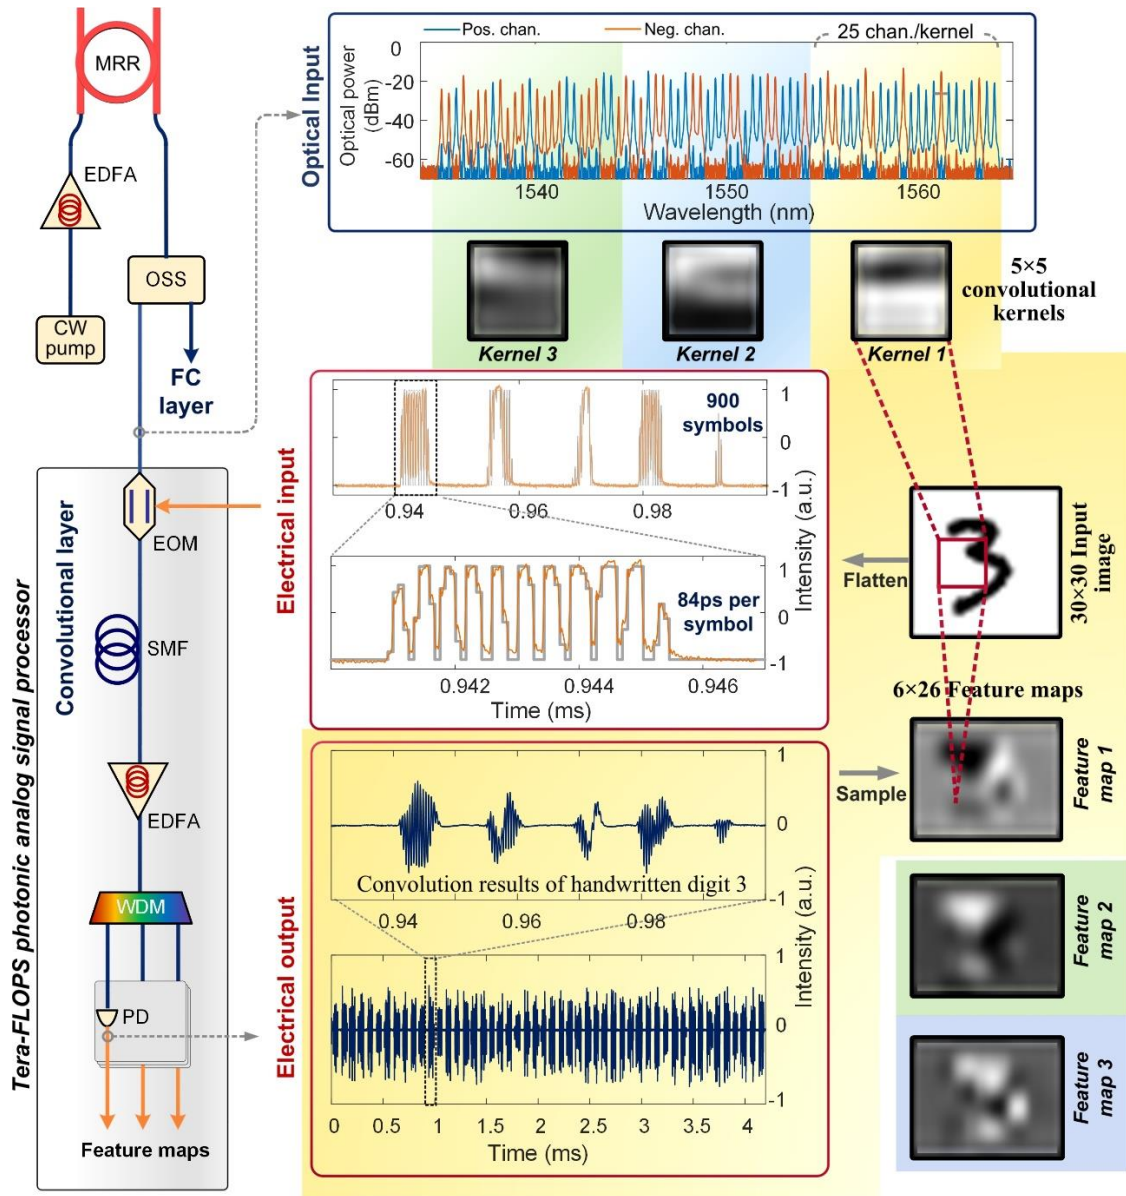 MRR
EDFA
OSS
CW
pump
FC
layer
Tera-FLOPS photonic analog signal processor
Convolutional layer
EOM
SMF
EDFA
WDM
PD
Feature maps
Optical Input
Pos. chan.
Neg. chan.
25 chan./kernel
Optical power
(dBm)
0
-20
-40
-60
1540
1550
1560
Wavelength (nm)
Kernel 3
Kernel 2
Kernel 1
5×5
convolutional
kernels
Electrical input
900
symbols
1
0
-1
0.94
0.96
0.98
Intensity (a.u.)
84ps per
symbol
1
0
-1
0.942
0.944
0.946
Time (ms)
Flatten
30×30 Input
image
6×26 Feature maps
Sample
Feature
map 1
Feature
map 2
Feature
map 3
Electrical output
1
0
-1
Convolution results of handwritten digit 3
0.94
0.96
0.98
Intensity (a.u.)
1
0
-1
0
0.5
1
1.5
2
2.5
3
3.5
4
Time (ms)